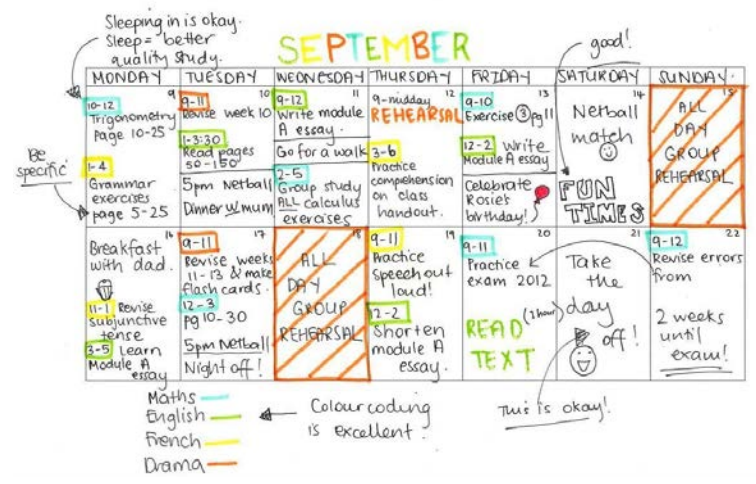 Sleeping in is okay.
Sleep = better
quality study.
SEPTEMBER
good!
MONDAY TUESDAY WEDNESDAY THURSDAY FRIDAY SATURDAY SUNDAY.
9
10-12
Trigonometry
page 10-25
1-4
Grammar
exercises
page 5-25
Be
specific
10
9-11
Revise week 10
1-3:30
Read pages
50-150
5pm Netball
Dinner w mum
11
9-12
Write module
A essay.
Go for a walk
2-5
Group study
ALL calculus
exercises
12
9-midday
REHEARSAL
3-6
Practice
comprehension
on class
handout.
13
9-10
Exercise 3 pg 11
12-2 Write
Module A essay
Celebrate
Rosie's
birthday!
14
Netball
match
FUN
TIMES
15
ALL
DAY
GROUP
REHEARSAL
16
Breakfast
with dad.
11-1 Revise
subjunctive
tense
3-5 Learn
Module A
essay
17
9-11
Revise weeks
11-13 & make
flash cards.
12-3
pg 10-30
5pm Netball
Night off!
18
ALL
DAY
GROUP
REHEARSAL
19
9-11
Practice
speech out
loud!
12-2
Shorten
module A
essay.
20
9-11
Practice
exam 2012
(1 hour)
READ
TEXT
21
Take
the
day
off!
22
9-12
Revise errors
from
2 weeks
until
exam!
Maths
English
French
Drama
Colour coding
is excellent.
This is okay!